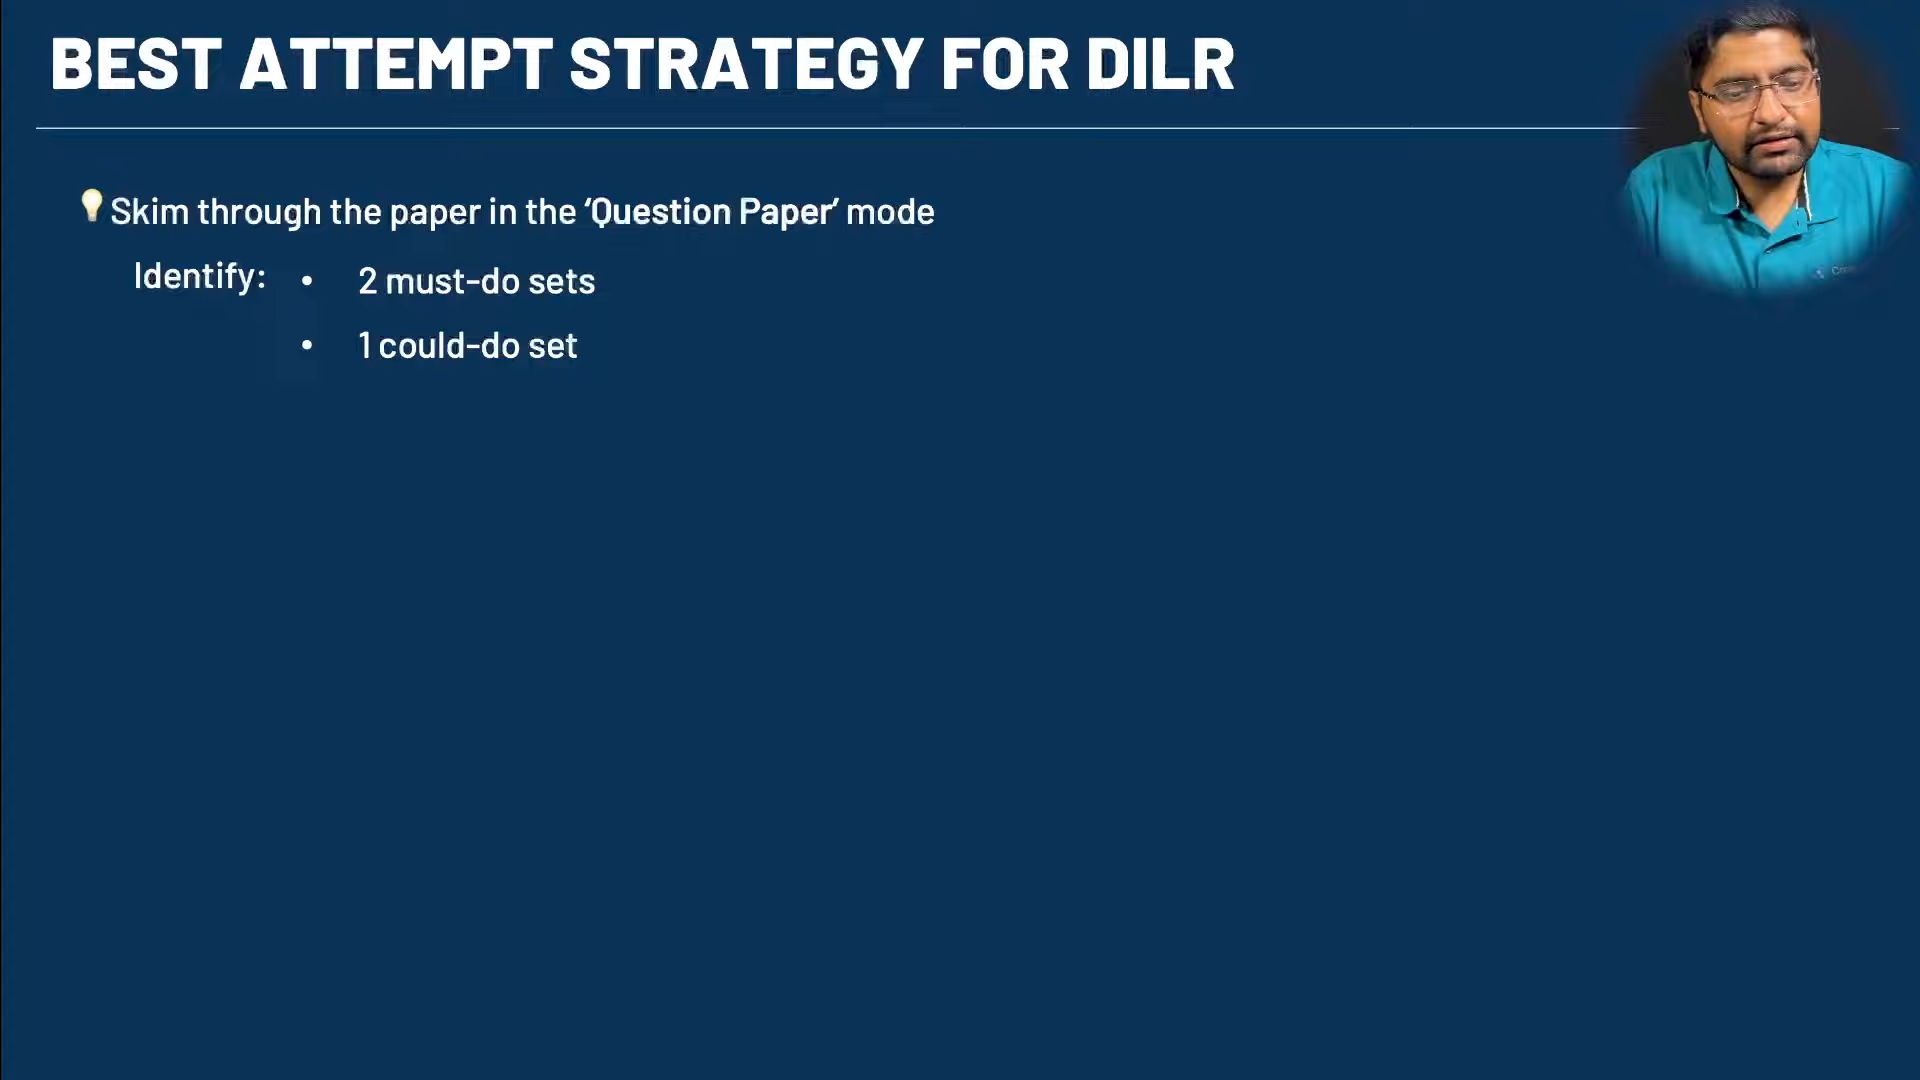 BEST ATTEMPT STRATEGY FOR DILR
Skim through the paper in the ‘Question Paper’ mode
Identify: • 2 must-do sets
• 1 could-do set